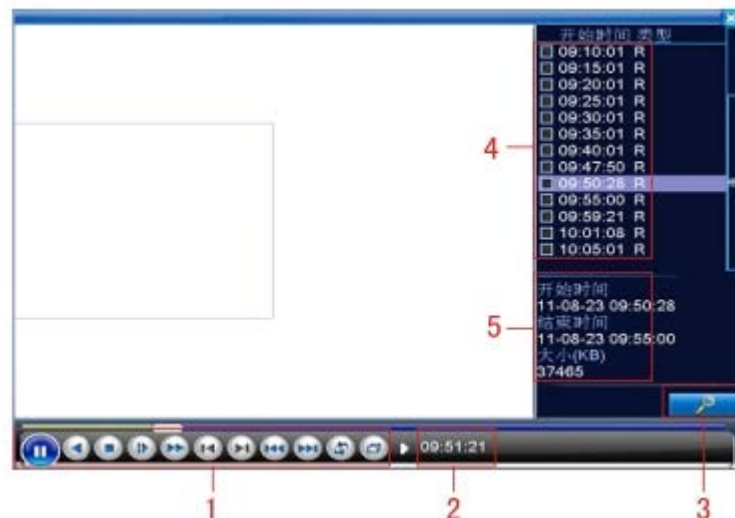 开始时间 类型
09:10:01 R
09:15:01 R
09:20:01 R
09:25:01 R
09:30:01 R
09:35:01 R
09:40:01 R
09:47:50 R
09:50:28 R
09:55:00 R
09:59:21 R
10:01:08 R
10:05:01 R
4
开始时间
11-08-23 09:50:28
结束时间
11-08-23 09:55:00
大小(KB)
37465
5
09:51:21
1
2
3